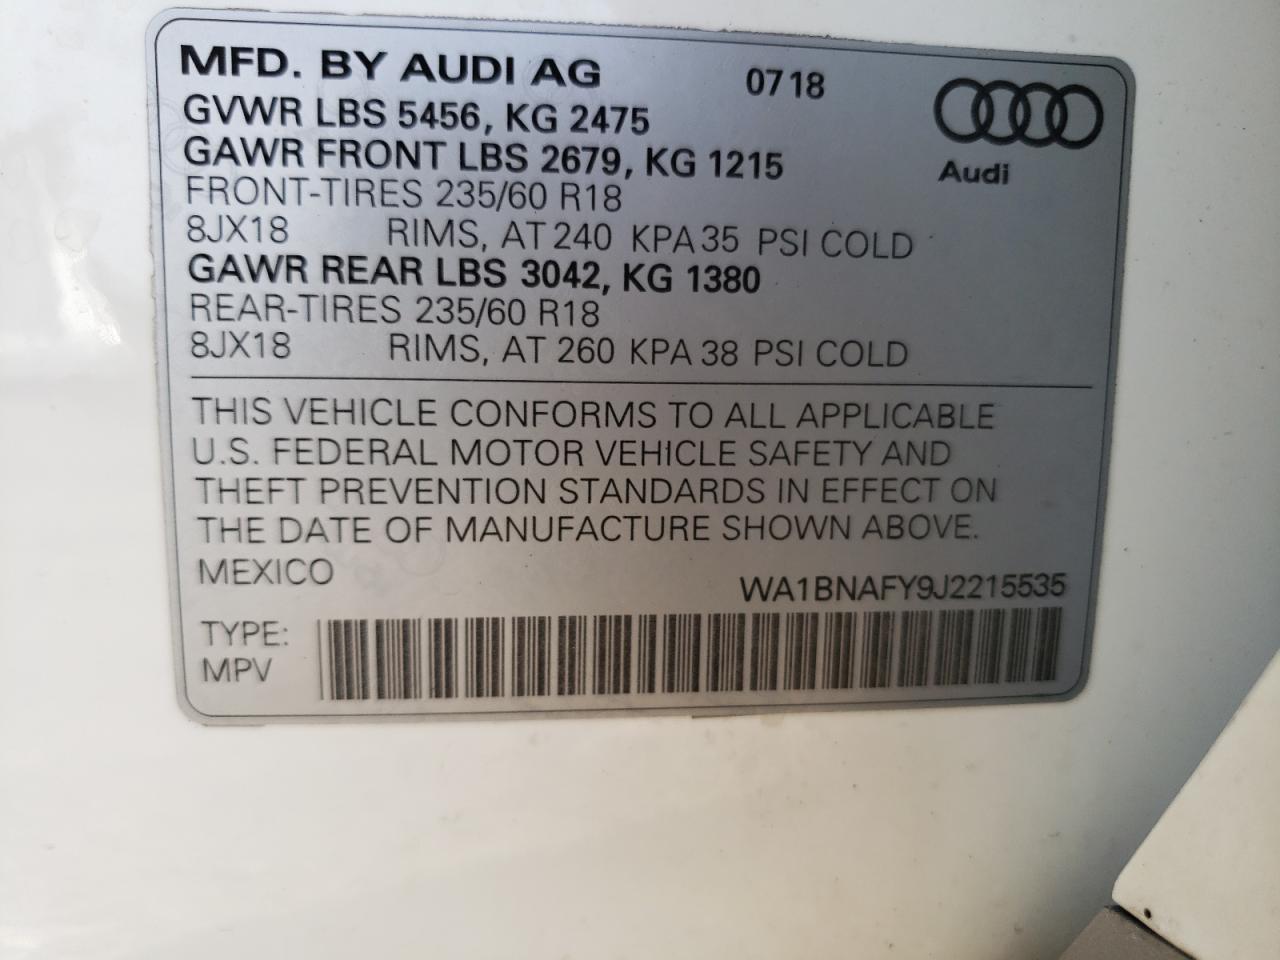 MFD. BY AUDI AG 0718
GVWR LBS 5456, KG 2475
GAWR FRONT LBS 2679, KG 1215
Audi
FRONT-TIRES 235/60 R18
8JX18 RIMS, AT 240 KPA 35 PSI COLD
GAWR REAR LBS 3042, KG 1380
REAR-TIRES 235/60 R18
8JX18 RIMS, AT 260 KPA 38 PSI COLD
THIS VEHICLE CONFORMS TO ALL APPLICABLE
U.S. FEDERAL MOTOR VEHICLE SAFETY AND
THEFT PREVENTION STANDARDS IN EFFECT ON
THE DATE OF MANUFACTURE SHOWN ABOVE.
MEXICO
WA1BNAFY9J2215535
TYPE:
MPV